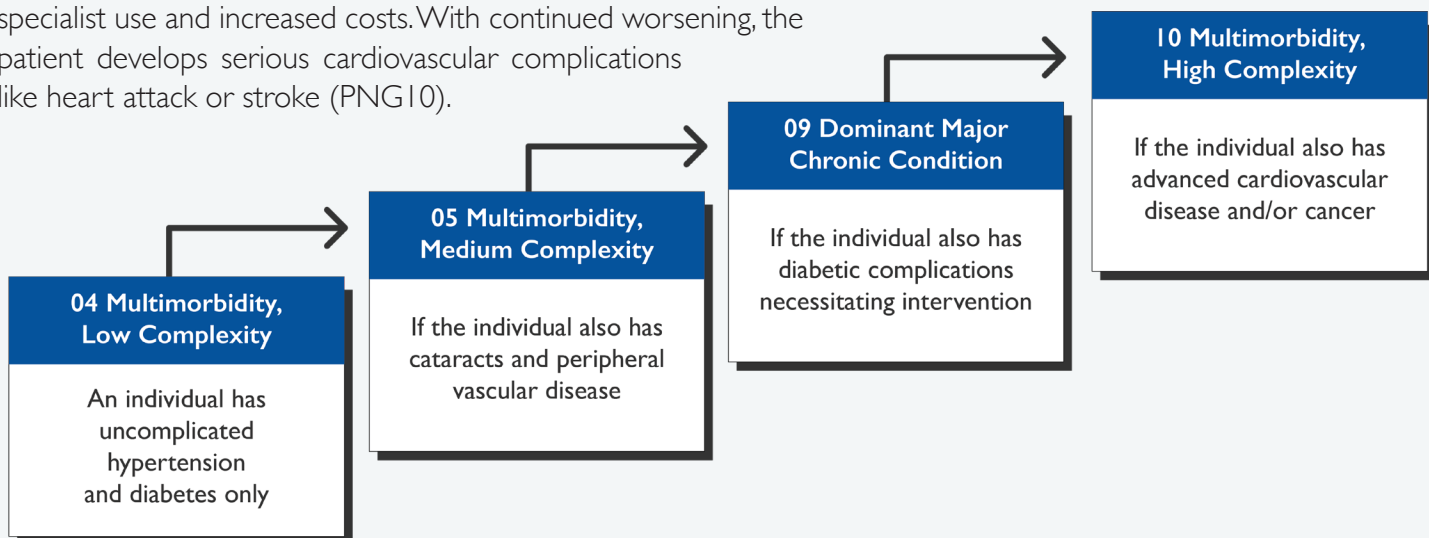 specialist use and increased costs. With continued worsening, the
patient develops serious cardiovascular complications
like heart attack or stroke (PNG10).
04 Multimorbidity,
Low Complexity
An individual has
uncomplicated
hypertension
and diabetes only
05 Multimorbidity,
Medium Complexity
If the individual also has
cataracts and peripheral
vascular disease
09 Dominant Major
Chronic Condition
If the individual also has
diabetic complications
necessitating intervention
10 Multimorbidity,
High Complexity
If the individual also has
advanced cardiovascular
disease and/or cancer